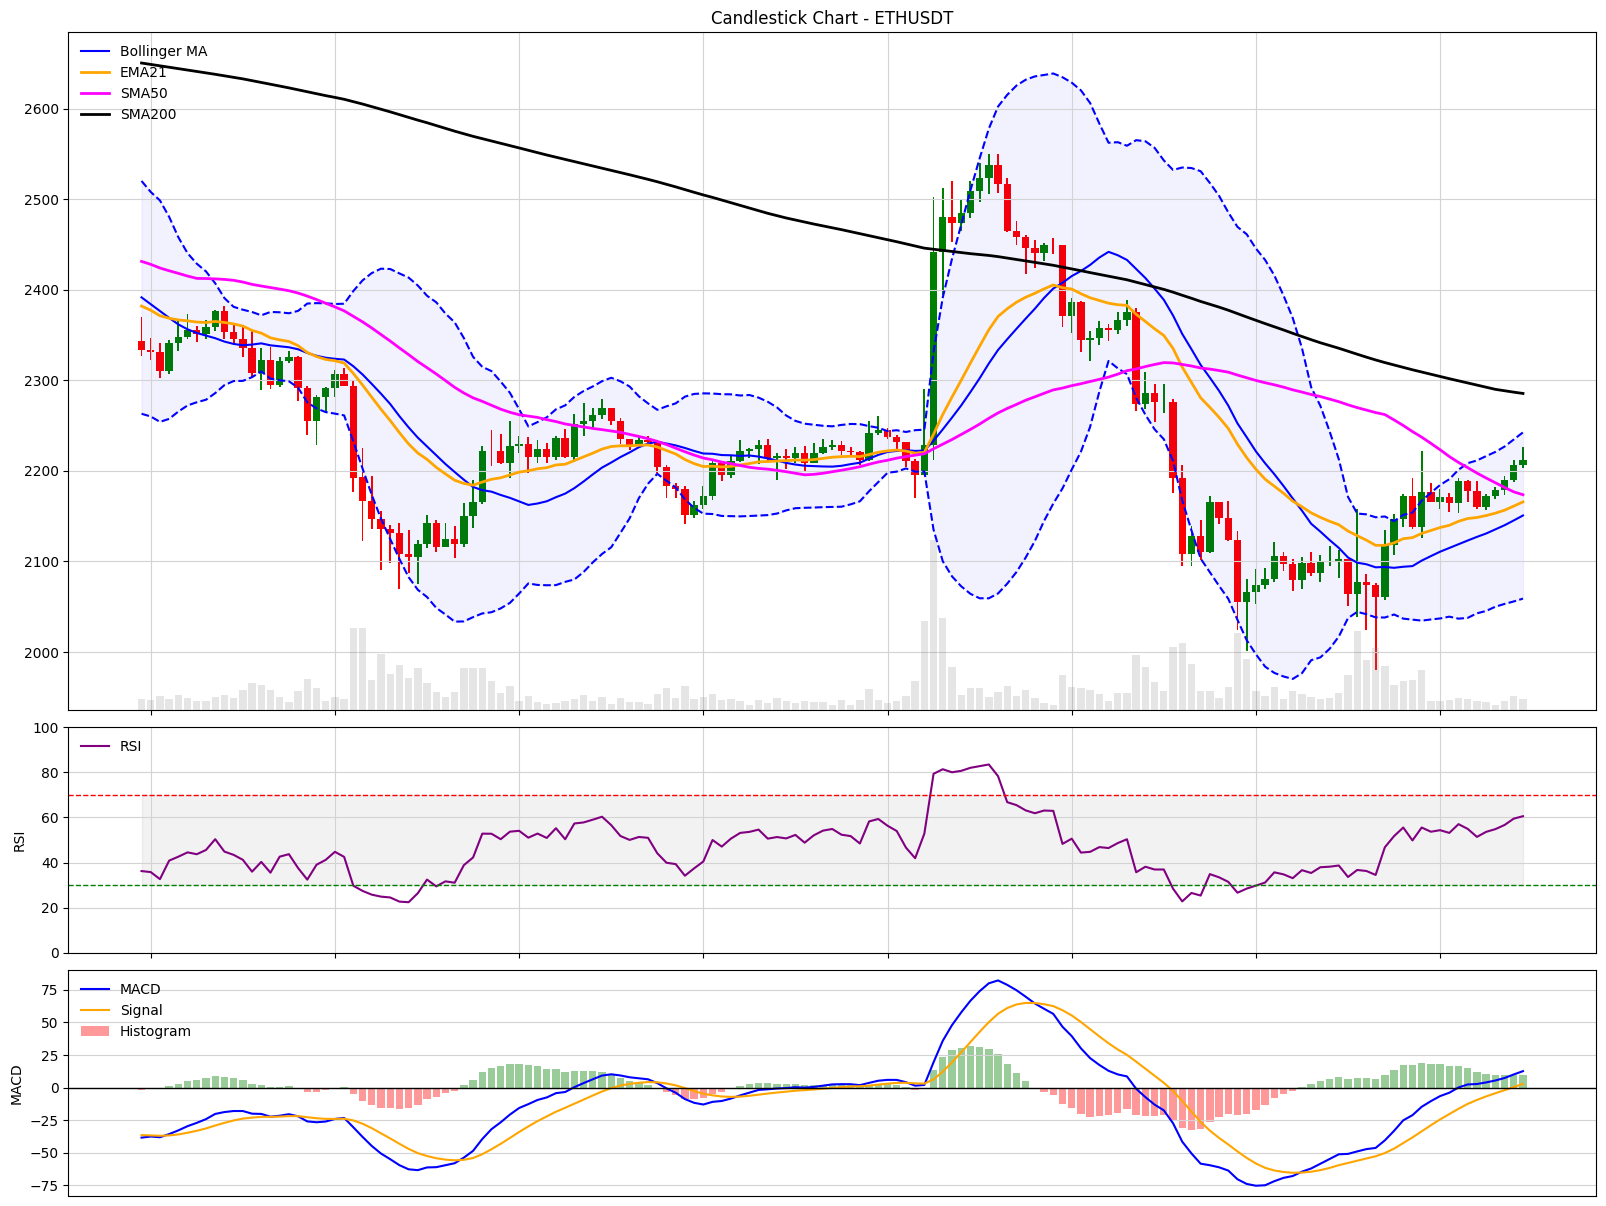 Candlestick Chart - ETHUSDT
Bollinger MA
EMA21
SMA50
SMA200
2600
2500
2400
2300
2200
2100
2000
RSI
100
80
60
40
20
0
RSI
MACD
Signal
Histogram
75
50
25
0
−25
−50
−75
MACD